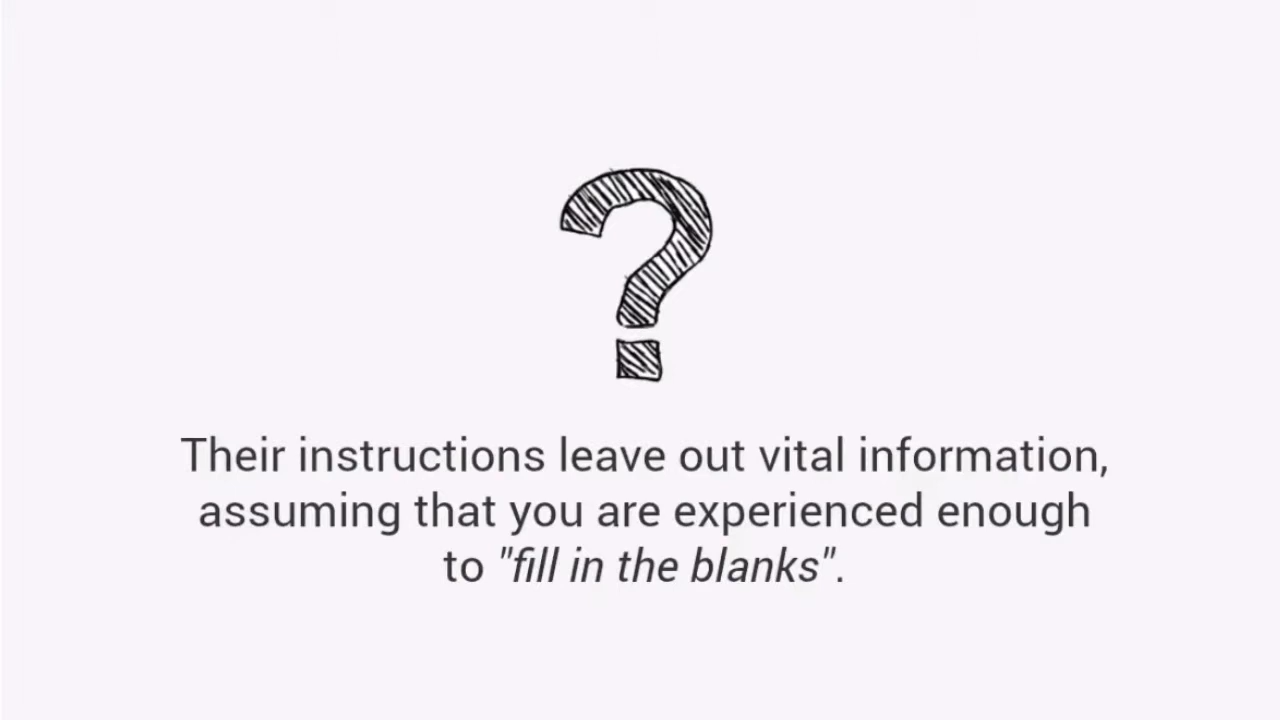 Their instructions leave out vital information,
assuming that you are experienced enough
to "fill in the blanks".